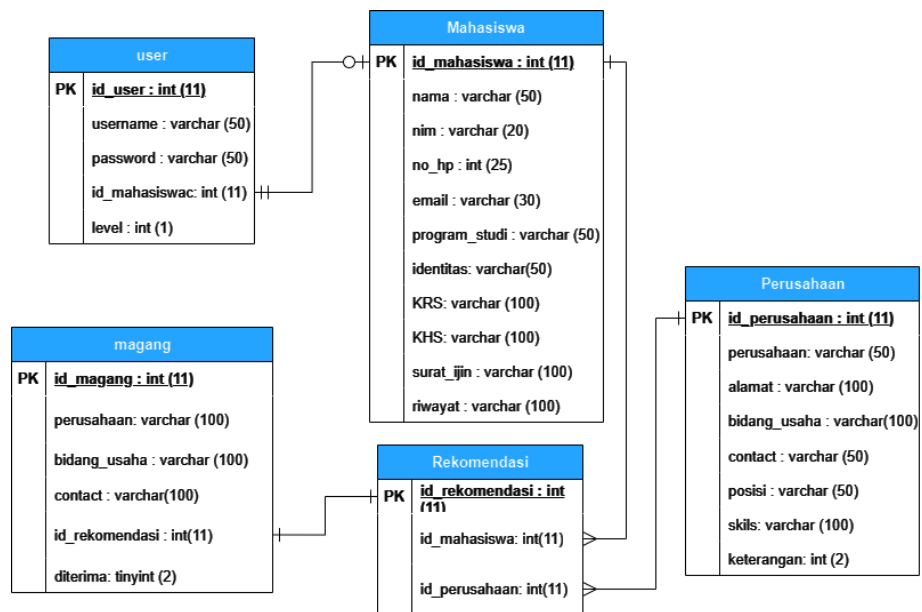 user
PK id_user : int (11)
username : varchar (50)
password : varchar (50)
id_mahasiswac: int (11)
level : int (1)
Mahasiswa
PK id_mahasiswa : int (11)
nama : varchar (50)
nim : varchar (20)
no_hp : int (25)
email : varchar (30)
program_studi : varchar (50)
identitas: varchar(50)
KRS: varchar (100)
KHS: varchar (100)
surat_ijin : varchar (100)
riwayat : varchar (100)
Perusahaan
PK id_perusahaan : int (11)
perusahaan: varchar (50)
alamat : varchar (100)
bidang_usaha : varchar(100)
contact : varchar (50)
posisi : varchar (50)
skils: varchar (100)
keterangan: int (2)
magang
PK id_magang : int (11)
perusahaan: varchar (100)
bidang_usaha : varchar (100)
contact : varchar(100)
id_rekomendasi : int(11)
diterima: tinyint (2)
Rekomendasi
PK id_rekomendasi : int
(11)
id_mahasiswa: int(11)
id_perusahaan: int(11)